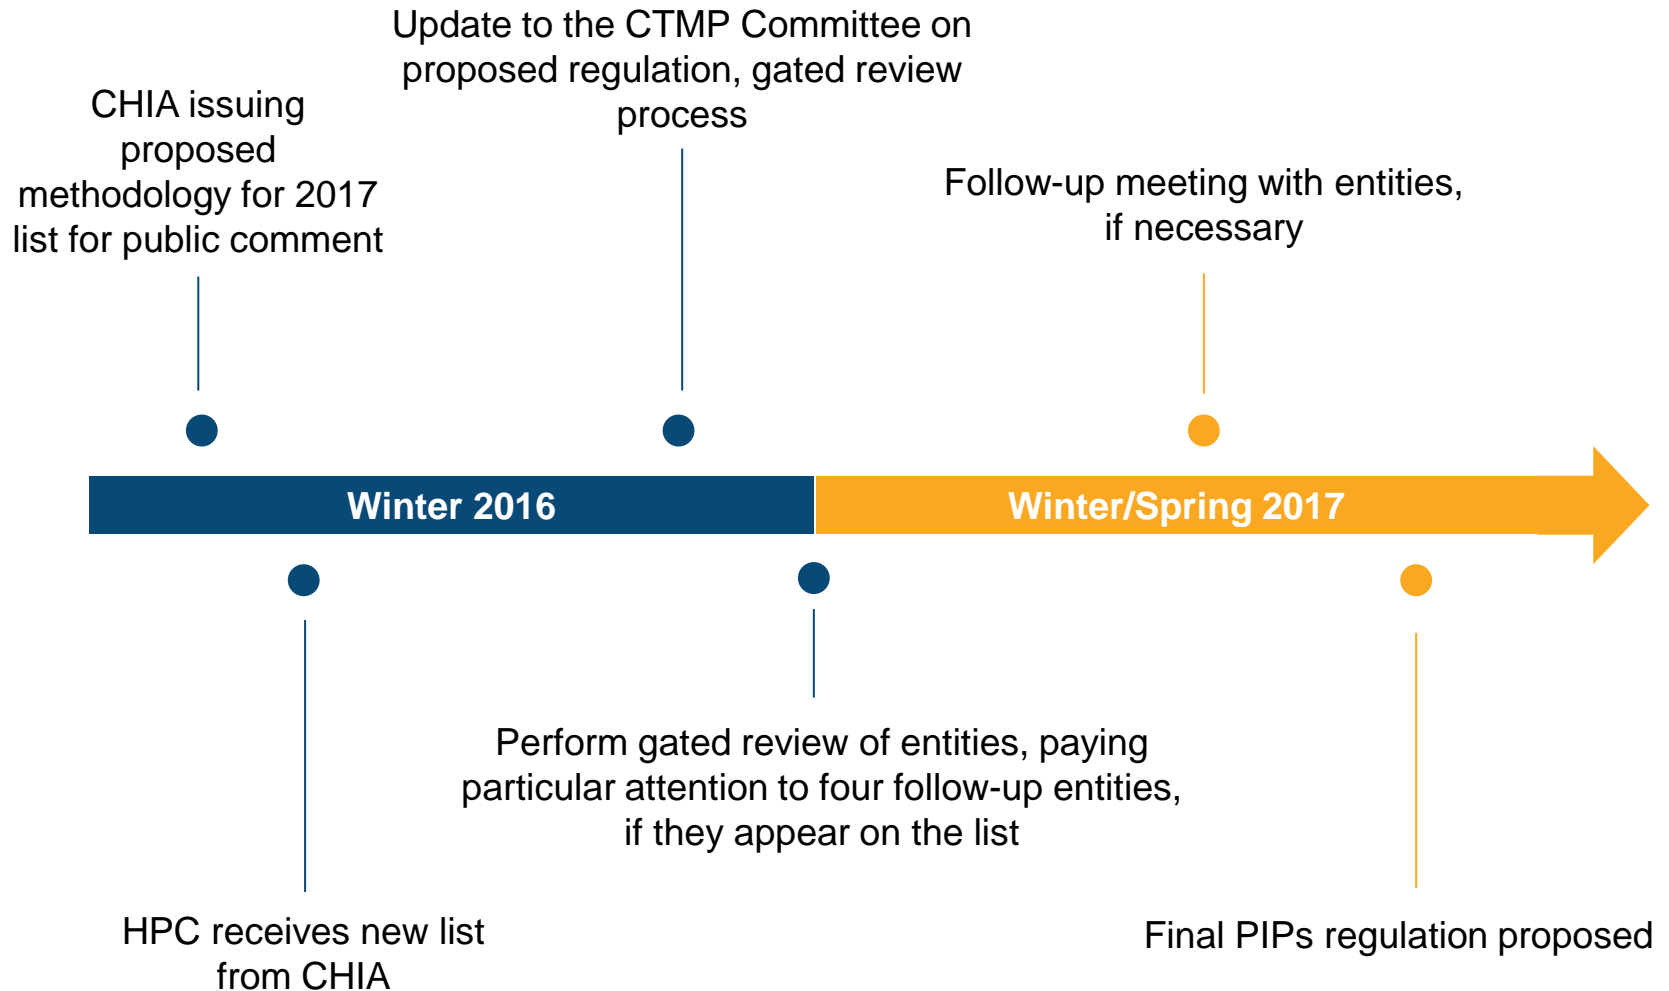 Update to the CTMP Committee on
proposed regulation, gated review
process
CHIA issuing
proposed
methodology for 2017
list for public comment
Follow-up meeting with entities,
if necessary
Winter 2016
Winter/Spring 2017
Perform gated review of entities, paying
particular attention to four follow-up entities,
if they appear on the list
HPC receives new list
from CHIA
Final PIPs regulation proposed